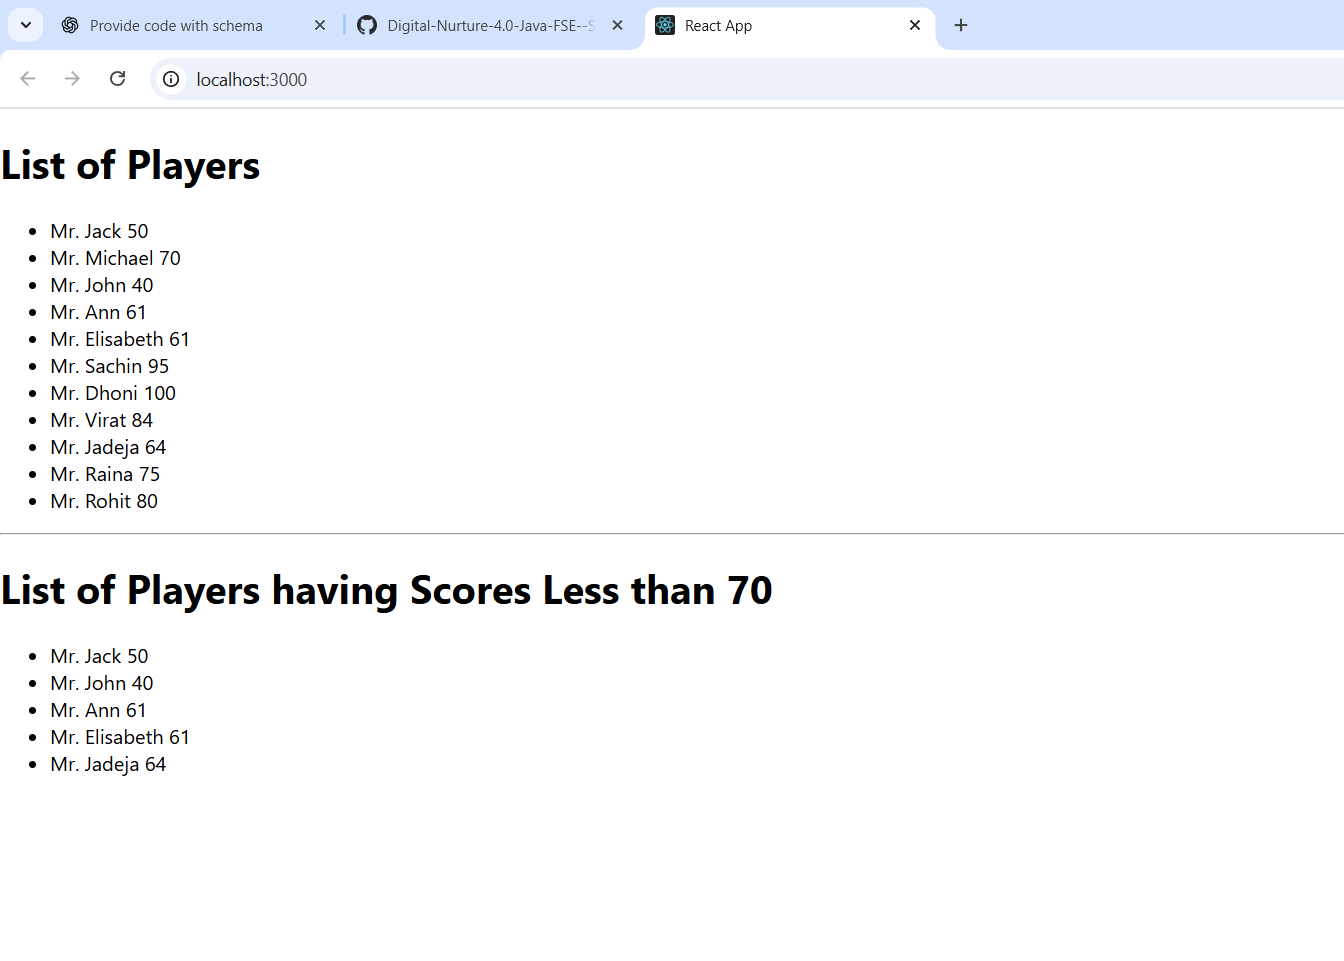 Provide code with schema
Digital-Nurture-4.0-Java-FSE--S
React App
localhost:3000
List of Players
Mr. Jack 50
Mr. Michael 70
Mr. John 40
Mr. Ann 61
Mr. Elisabeth 61
Mr. Sachin 95
Mr. Dhoni 100
Mr. Virat 84
Mr. Jadeja 64
Mr. Raina 75
Mr. Rohit 80
List of Players having Scores Less than 70
Mr. Jack 50
Mr. John 40
Mr. Ann 61
Mr. Elisabeth 61
Mr. Jadeja 64